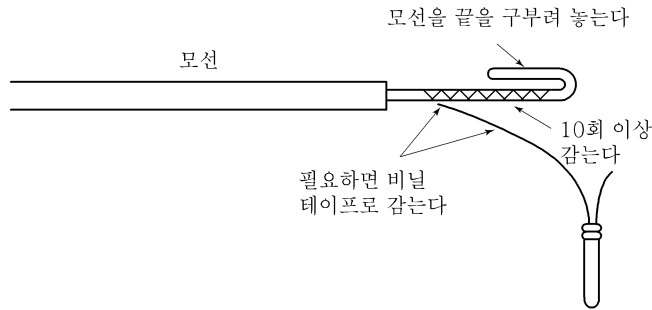 모선을 끝을 구부려 놓는다
모선
10회 이상
감는다
필요하면 비닐
테이프로 감는다